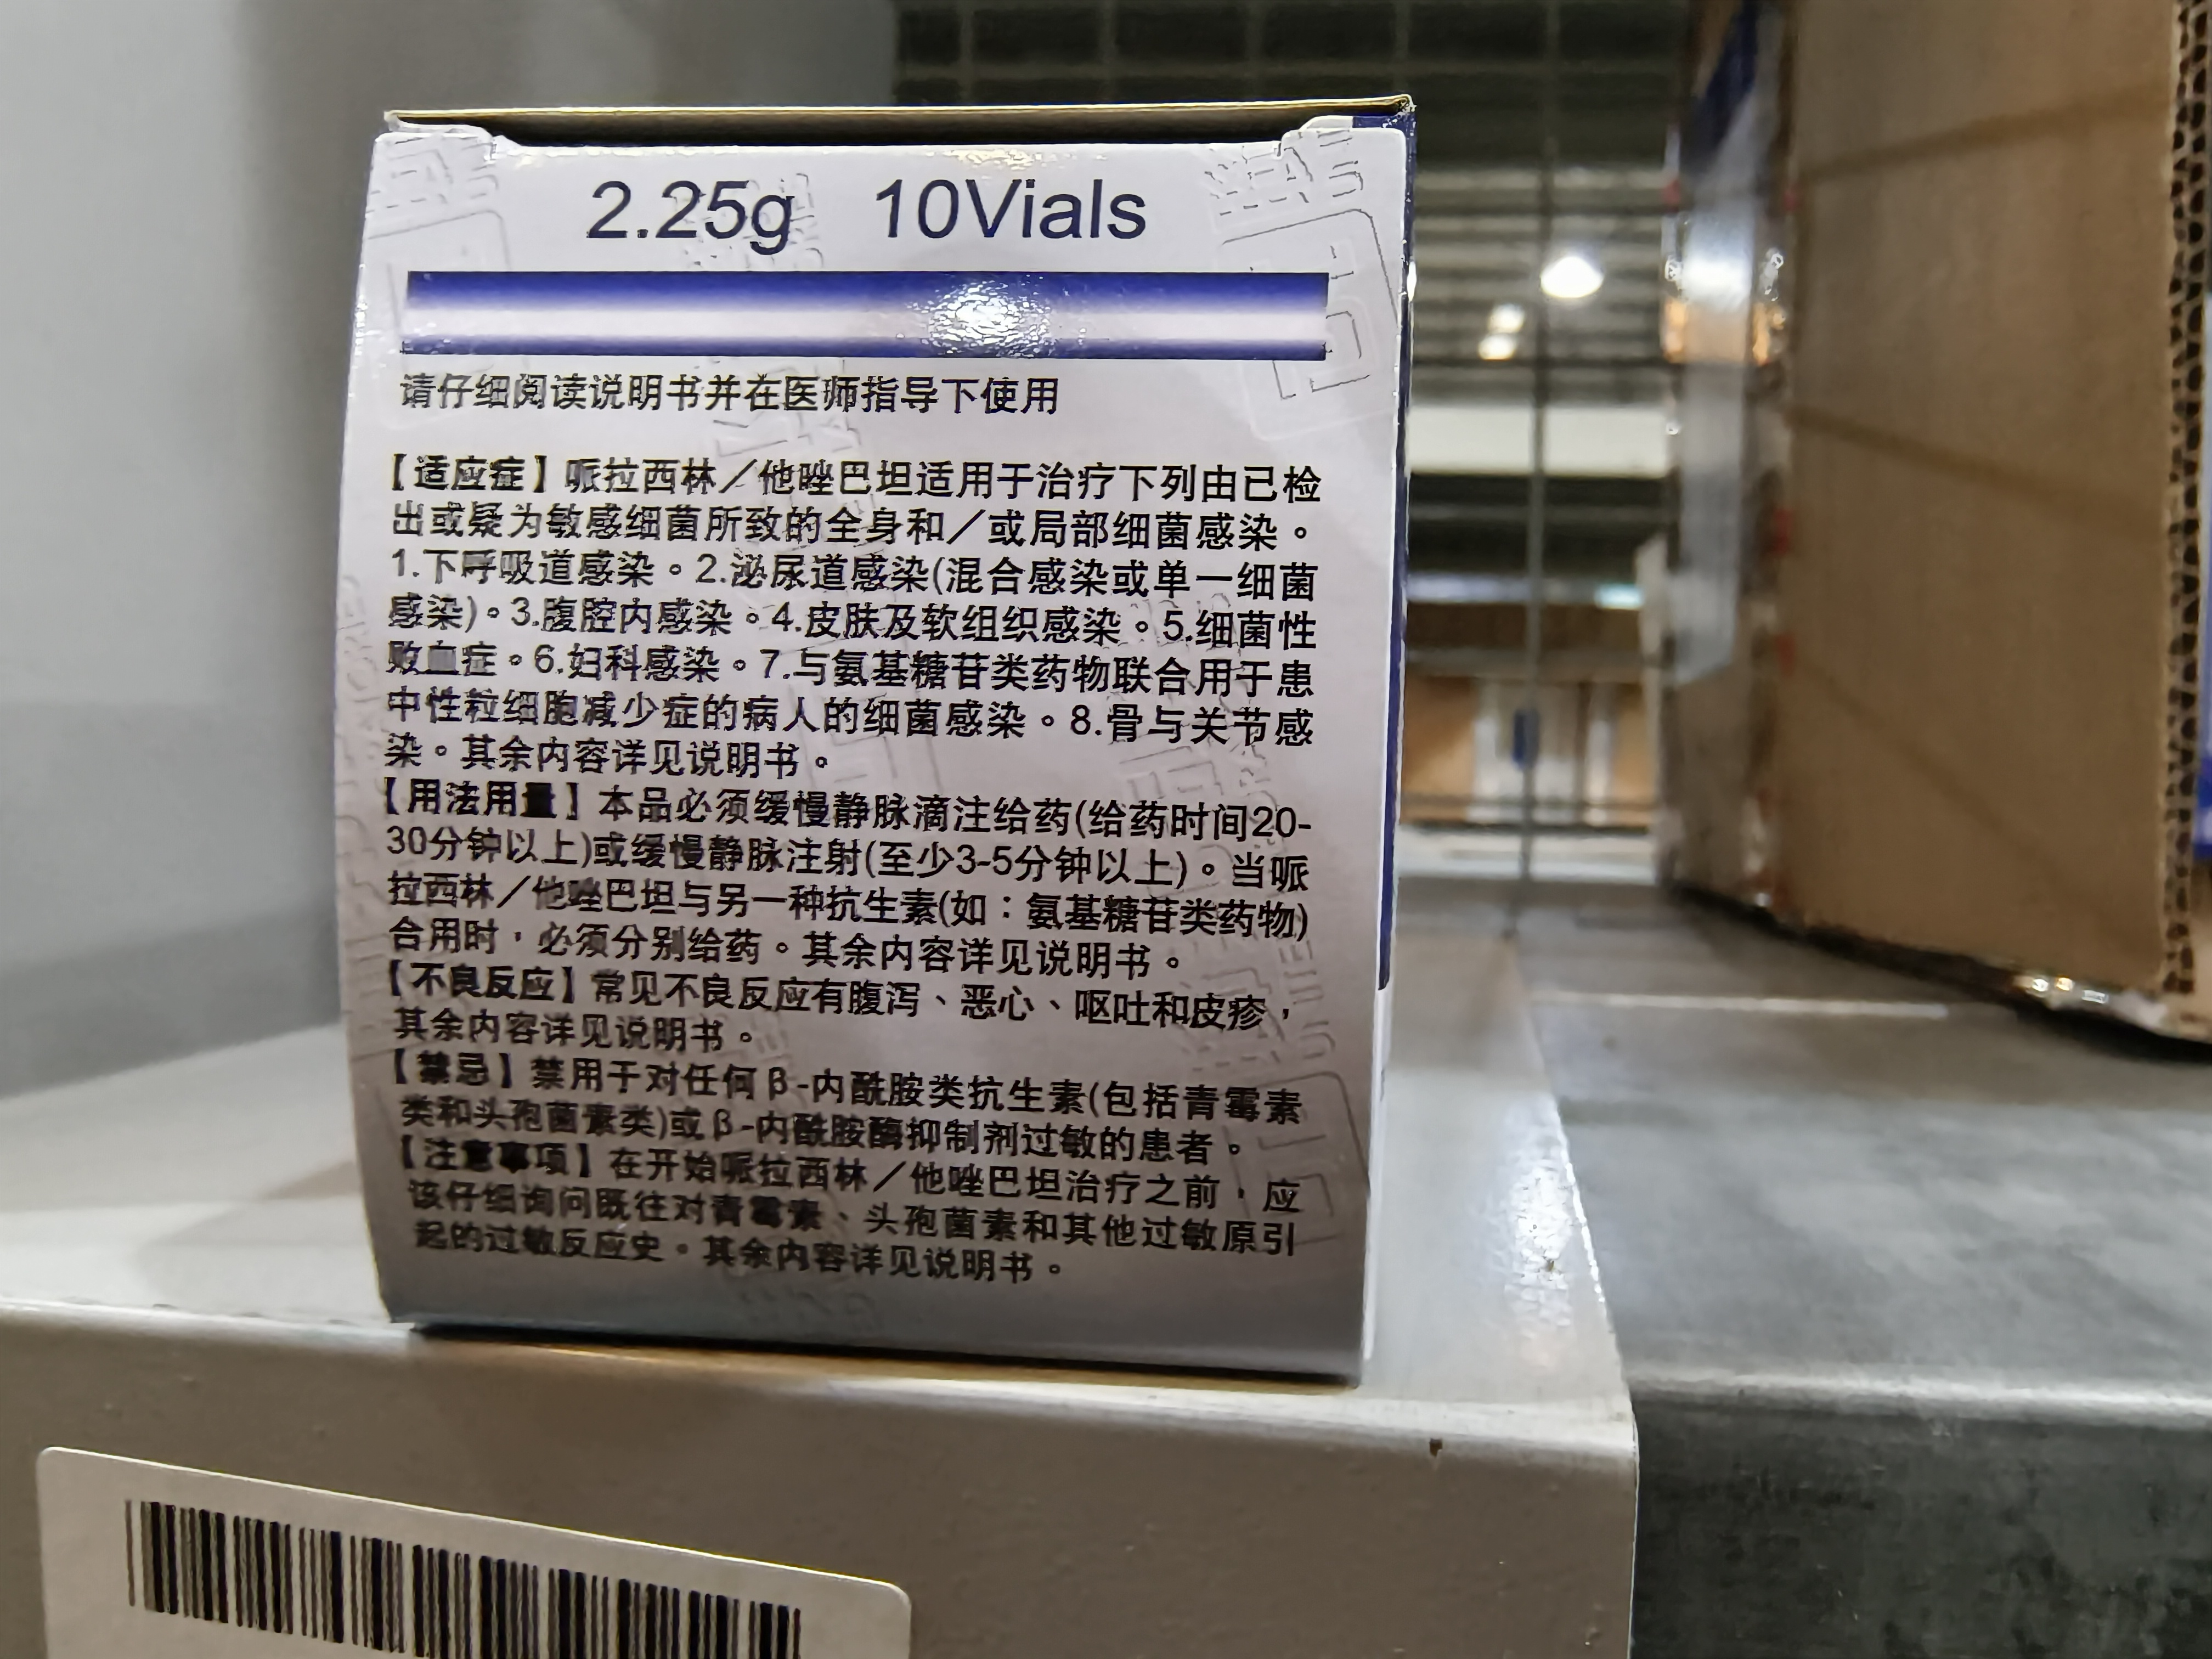 2.25g 10Vials
请仔细阅读说明书并在医师指导下使用
【适应症】哌拉西林／他唑巴坦适用于治疗下列由已检
出或疑为敏感细菌所致的全身和／或局部细菌感染。
1.下呼吸道感染。2.泌尿道感染(混合感染或单一细菌
感染)。3.腹腔内感染。4.皮肤及软组织感染。5.细菌性
败血症。6.妇科感染。7.与氨基糖苷类药物联合用于患
中性粒细胞减少症的病人的细菌感染。8.骨与关节感
染。其余内容详见说明书。
【用法用量】本品必须缓慢静脉滴注给药(给药时间20-
30分钟以上)或缓慢静脉注射(至少3-5分钟以上)。当哌
拉西林／他唑巴坦与另一种抗生素(如：氨基糖苷类药物)
合用时，必须分别给药。其余内容详见说明书。
【不良反应】常见不良反应有腹泻、恶心、呕吐和皮疹，
其余内容详见说明书。
【禁忌】禁用于对任何β-内酰胺类抗生素(包括青霉素
类和头孢菌素类)或β-内酰胺酶抑制剂过敏的患者。
【注意事项】在开始哌拉西林／他唑巴坦治疗之前，应
该仔细询问既往对青霉素、头孢菌素和其他过敏原引
起的过敏反应史。其余内容详见说明书。